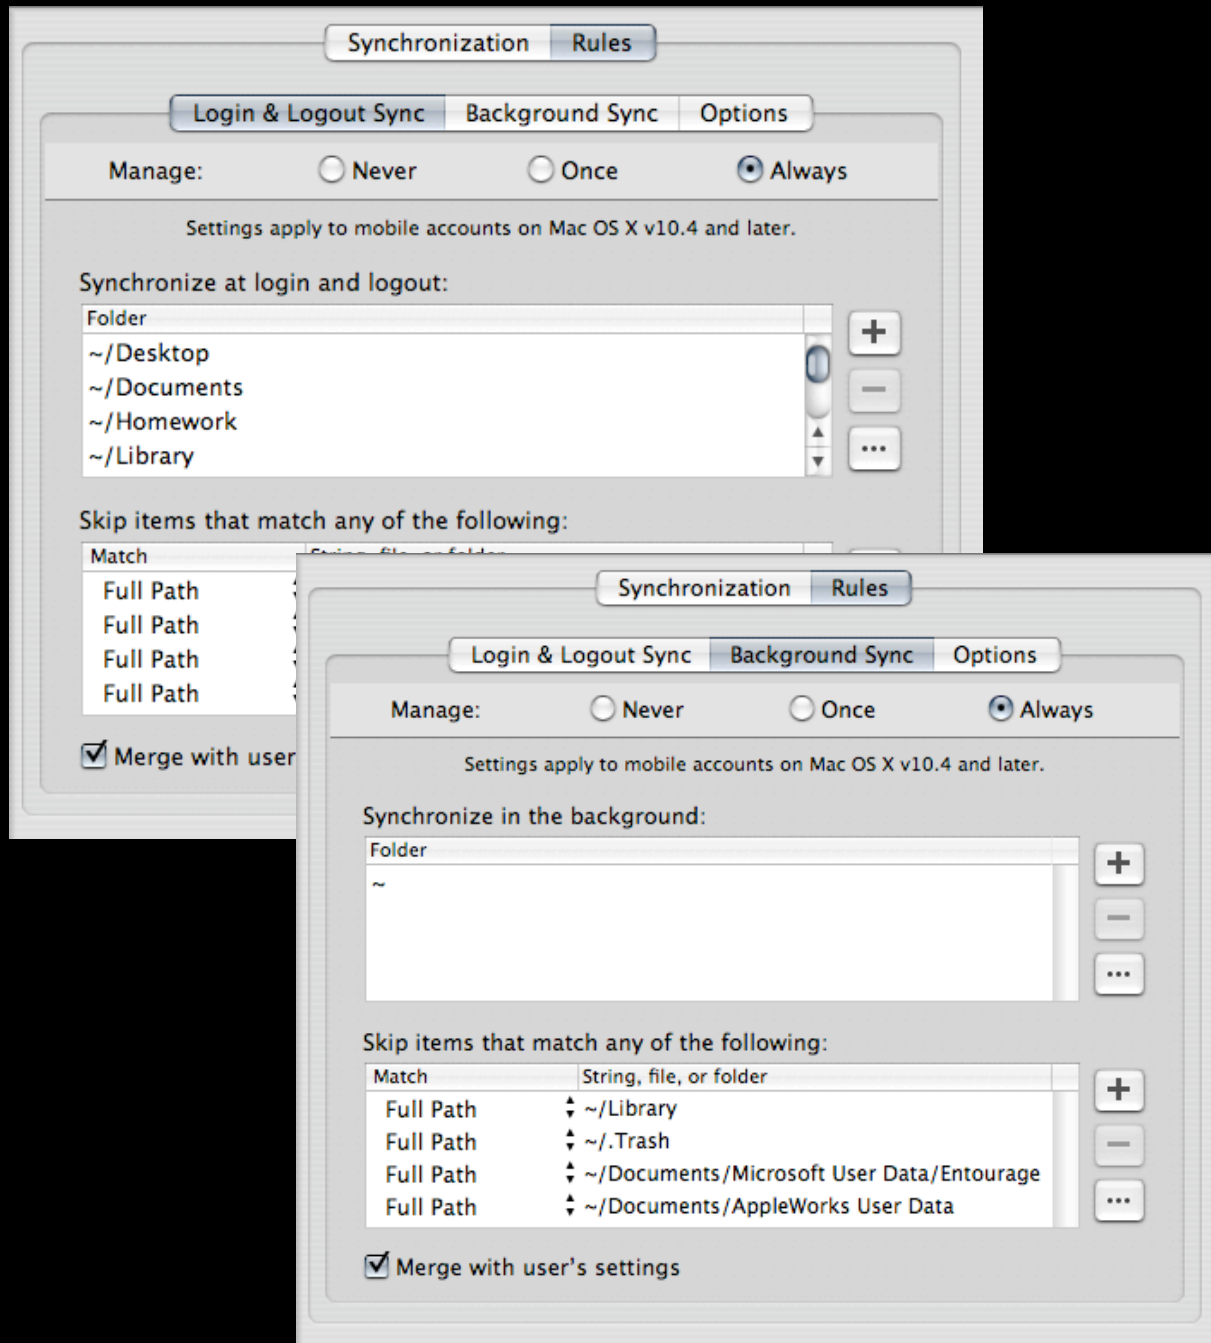 Synchronization Rules
Login & Logout Sync Background Sync Options
Manage: Never Once Always
Settings apply to mobile accounts on Mac OS X v10.4 and later.
Synchronize at login and logout:
Folder
~/Desktop
~/Documents
~/Homework
~/Library
Skip items that match any of the following:
Match String, file, or folder
Full Path
Full Path
Full Path
Full Path
Merge with user
Synchronization Rules
Login & Logout Sync Background Sync Options
Manage: Never Once Always
Settings apply to mobile accounts on Mac OS X v10.4 and later.
Synchronize in the background:
Folder
~
Skip items that match any of the following:
Match String, file, or folder
Full Path ~/Library
Full Path ~/.Trash
Full Path ~/Documents/Microsoft User Data/Entourage
Full Path ~/Documents/AppleWorks User Data
Merge with user's settings